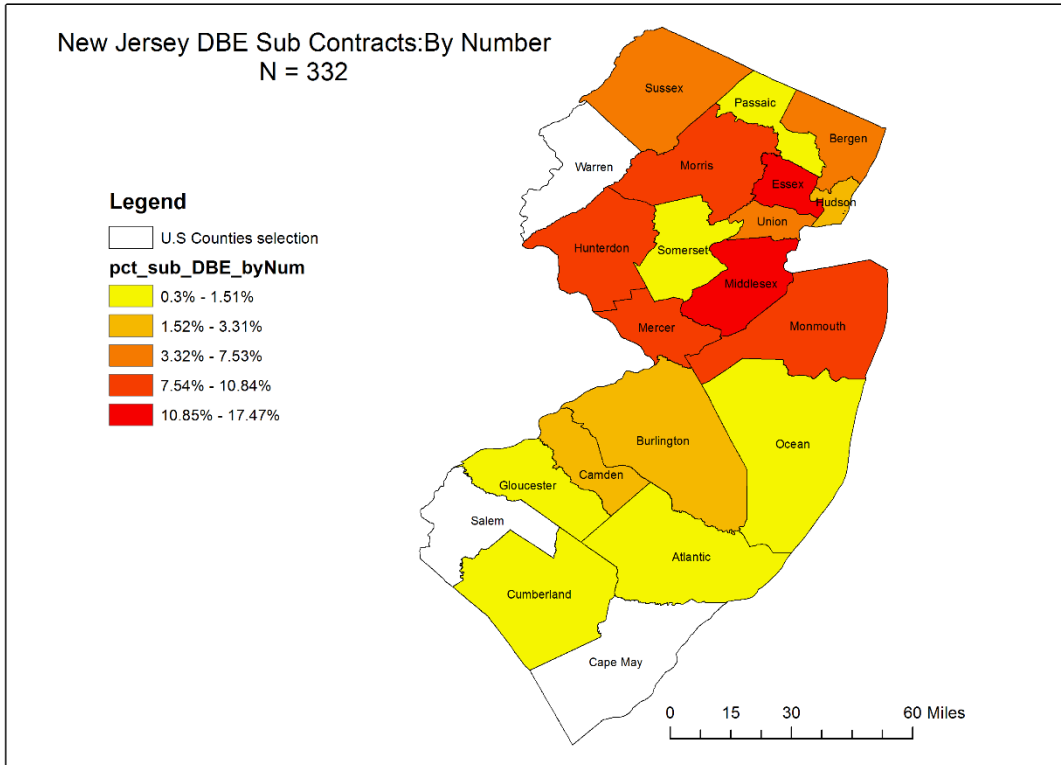 New Jersey DBE Sub Contracts:By Number
N = 332
Legend
U.S Counties selection
pct_sub_DBE_byNum
0.3% - 1.51%
1.52% - 3.31%
3.32% - 7.53%
7.54% - 10.84%
10.85% - 17.47%
Sussex
Passaic
Bergen
Warren
Morris
Essex
Hudson
Union
Hunterdon
Somerset
Middlesex
Mercer
Monmouth
Burlington
Ocean
Camden
Gloucester
Salem
Atlantic
Cumberland
Cape May
0 15 30 60 Miles